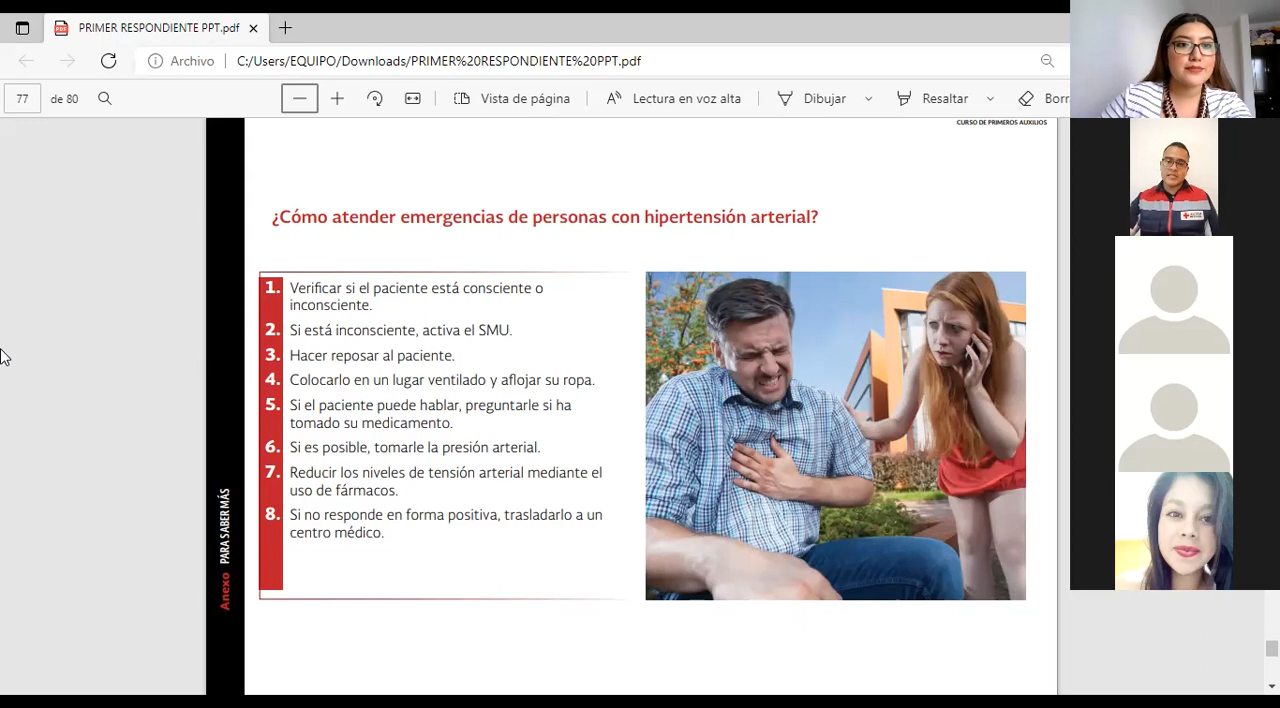 PRIMER RESPONDIENTE PPT.pdf
Archivo
C:/Users/EQUIPO/Downloads/PRIMER%20RESPONDIENTE%20PPT.pdf
77 de 80
Vista de página
Lectura en voz alta
Dibujar
Resaltar
Borr
CURSO DE PRIMEROS AUXILIOS
¿Cómo atender emergencias de personas con hipertensión arterial?
1. Verificar si el paciente está consciente o
inconsciente.
2. Si está inconsciente, activa el SMU.
3. Hacer reposar al paciente.
4. Colocarlo en un lugar ventilado y aflojar su ropa.
5. Si el paciente puede hablar, preguntarle si ha
tomado su medicamento.
6. Si es posible, tomarle la presión arterial.
7. Reducir los niveles de tensión arterial mediante el
uso de fármacos.
8. Si no responde en forma positiva, trasladarlo a un
centro médico.
Anexo PARA SABER MÁS